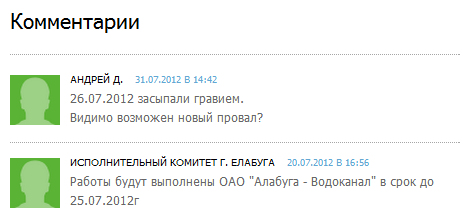 Комментарии
АНДРЕЙ Д. 31.07.2012 В 14:42
26.07.2012 засыпали гравием.
Видимо возможен новый провал?
ИСПОЛНИТЕЛЬНЫЙ КОМИТЕТ Г. ЕЛАБУГА 20.07.2012 В 16:56
Работы будут выполнены ОАО "Алабуга - Водоканал" в срок до
25.07.2012г